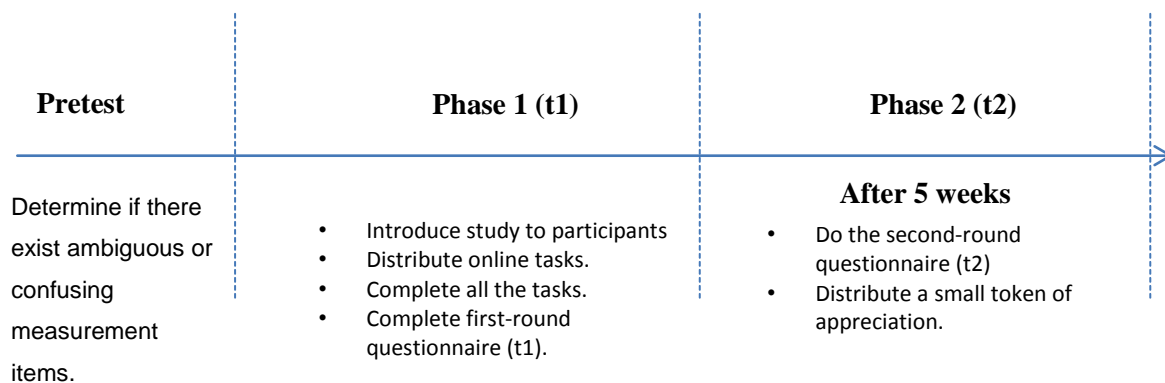 Pretest
Phase 1 (t1)
Phase 2 (t2)
Determine if there
exist ambiguous or
confusing
measurement
items.
• Introduce study to participants
• Distribute online tasks.
• Complete all the tasks.
• Complete first-round
questionnaire (t1).
After 5 weeks
• Do the second-round
questionnaire (t2)
• Distribute a small token of
appreciation.